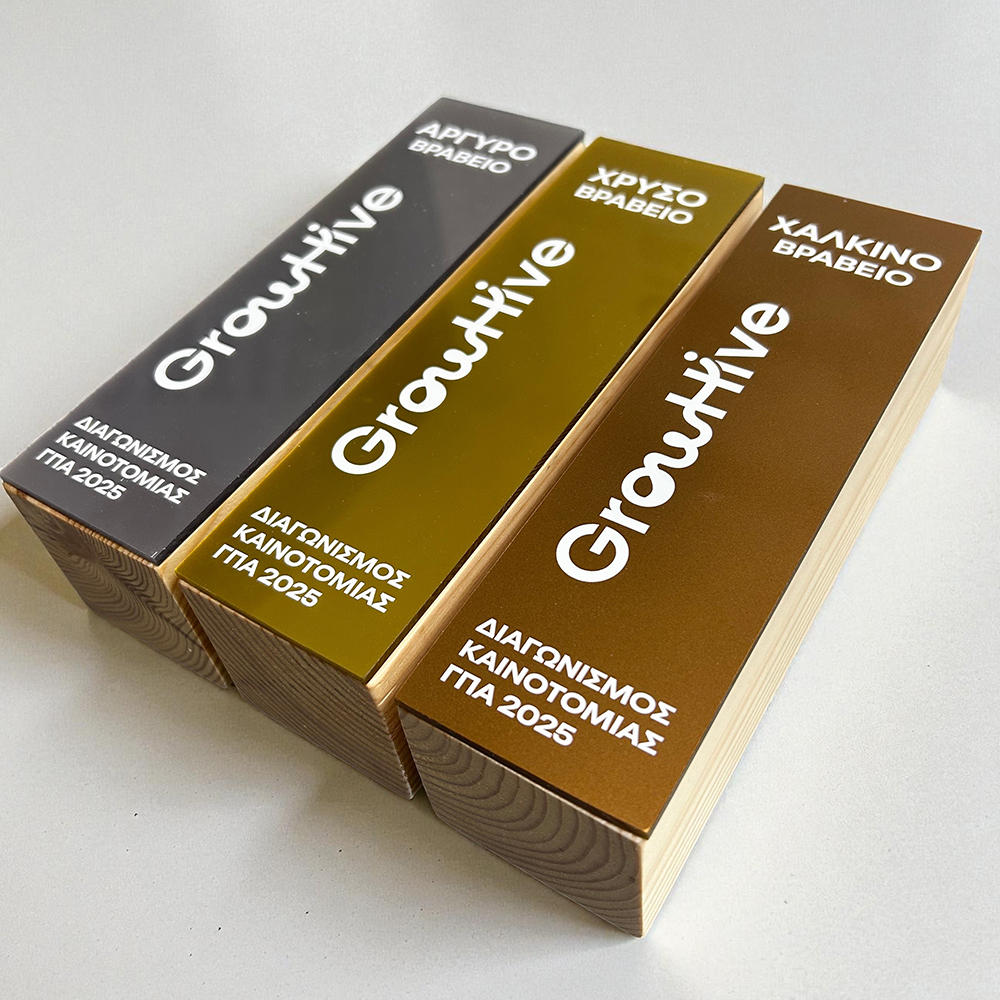 ΑΡΓΥΡΟ
ΒΡΑΒΕΙΟ
GrowHive
ΔΙΑΓΩΝΙΣΜΟΣ
ΚΑΙΝΟΤΟΜΙΑΣ
ΓΠΑ 2025
ΧΡΥΣΟ
ΒΡΑΒΕΙΟ
GrowHive
ΔΙΑΓΩΝΙΣΜΟΣ
ΚΑΙΝΟΤΟΜΙΑΣ
ΓΠΑ 2025
ΧΑΛΚΙΝΟ
ΒΡΑΒΕΙΟ
GrowHive
ΔΙΑΓΩΝΙΣΜΟΣ
ΚΑΙΝΟΤΟΜΙΑΣ
ΓΠΑ 2025